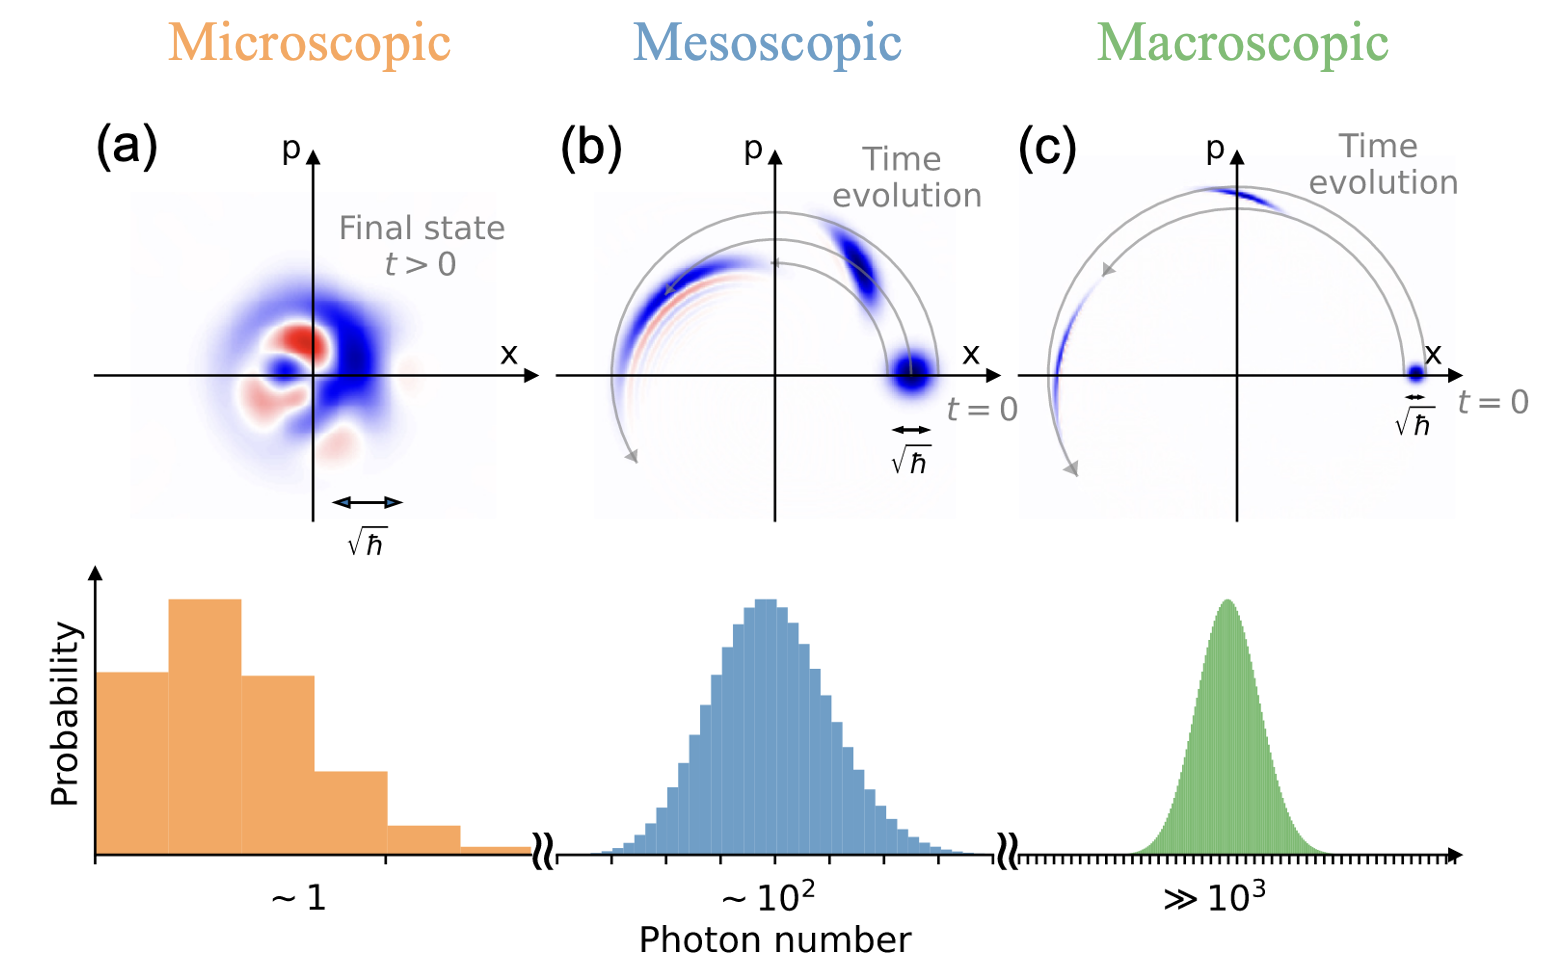 Microscopic
Mesoscopic
Macroscopic
(a)
p
Final state
t > 0
x
√ħ
(b)
p
Time
evolution
x
t = 0
√ħ
(c)
p
Time
evolution
x
t = 0
√ħ
Probability
~ 1
~ 10²
≫ 10³
Photon number